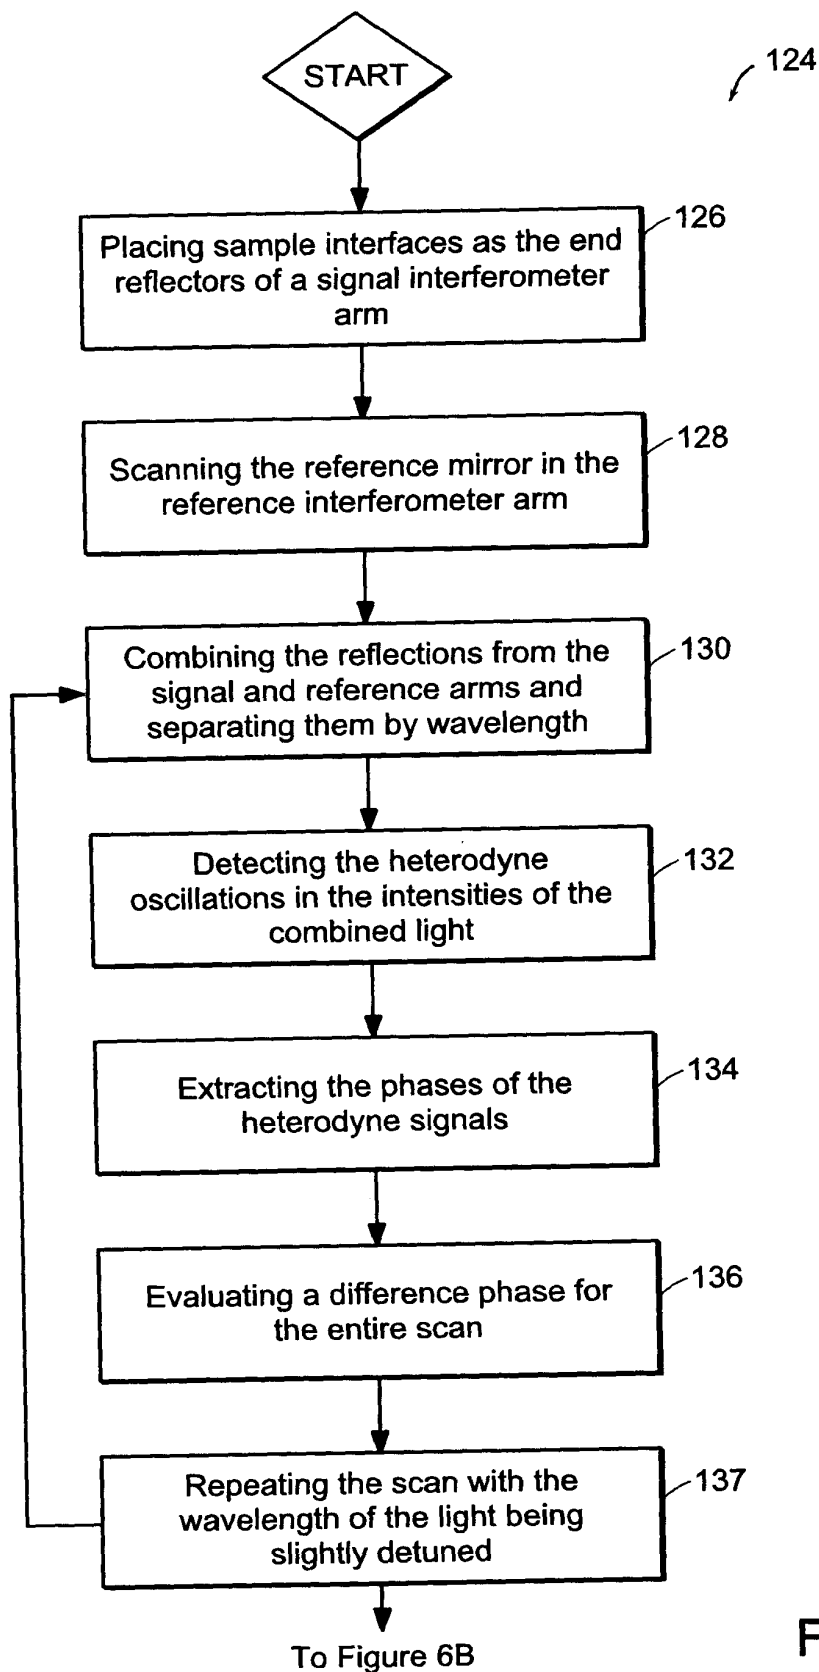 START
124
Placing sample interfaces as the end
reflectors of a signal interferometer
arm
126
Scanning the reference mirror in the
reference interferometer arm
128
Combining the reflections from the
signal and reference arms and
separating them by wavelength
130
Detecting the heterodyne
oscillations in the intensities of the
combined light
132
Extracting the phases of the
heterodyne signals
134
Evaluating a difference phase for
the entire scan
136
Repeating the scan with the
wavelength of the light being
slightly detuned
137
To Figure 6B
F